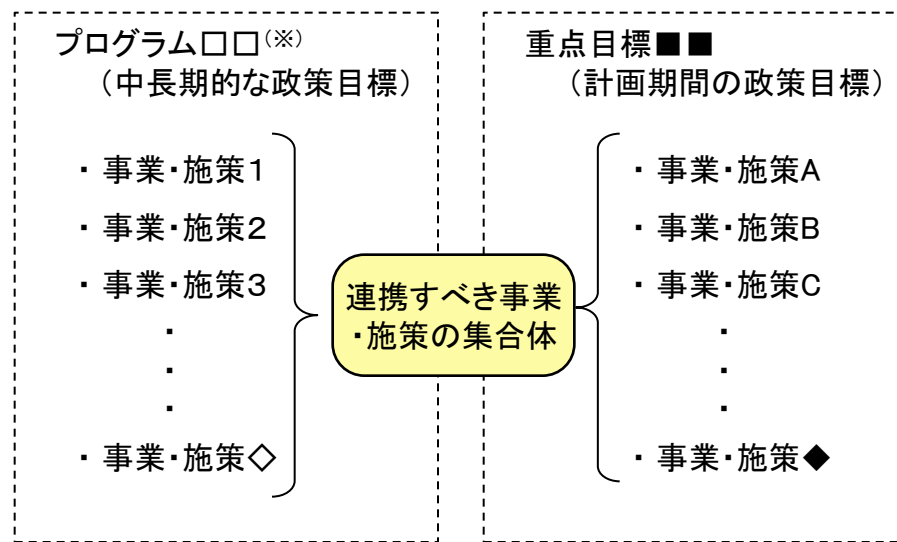 プログラム□□(※)
（中長期的な政策目標）
・ 事業・施策1
・ 事業・施策2
・ 事業・施策3
・
・
・
・ 事業・施策◇
連携すべき事業
・施策の集合体
重点目標■■
（計画期間の政策目標）
・ 事業・施策A
・ 事業・施策B
・ 事業・施策C
・
・
・
・ 事業・施策◆